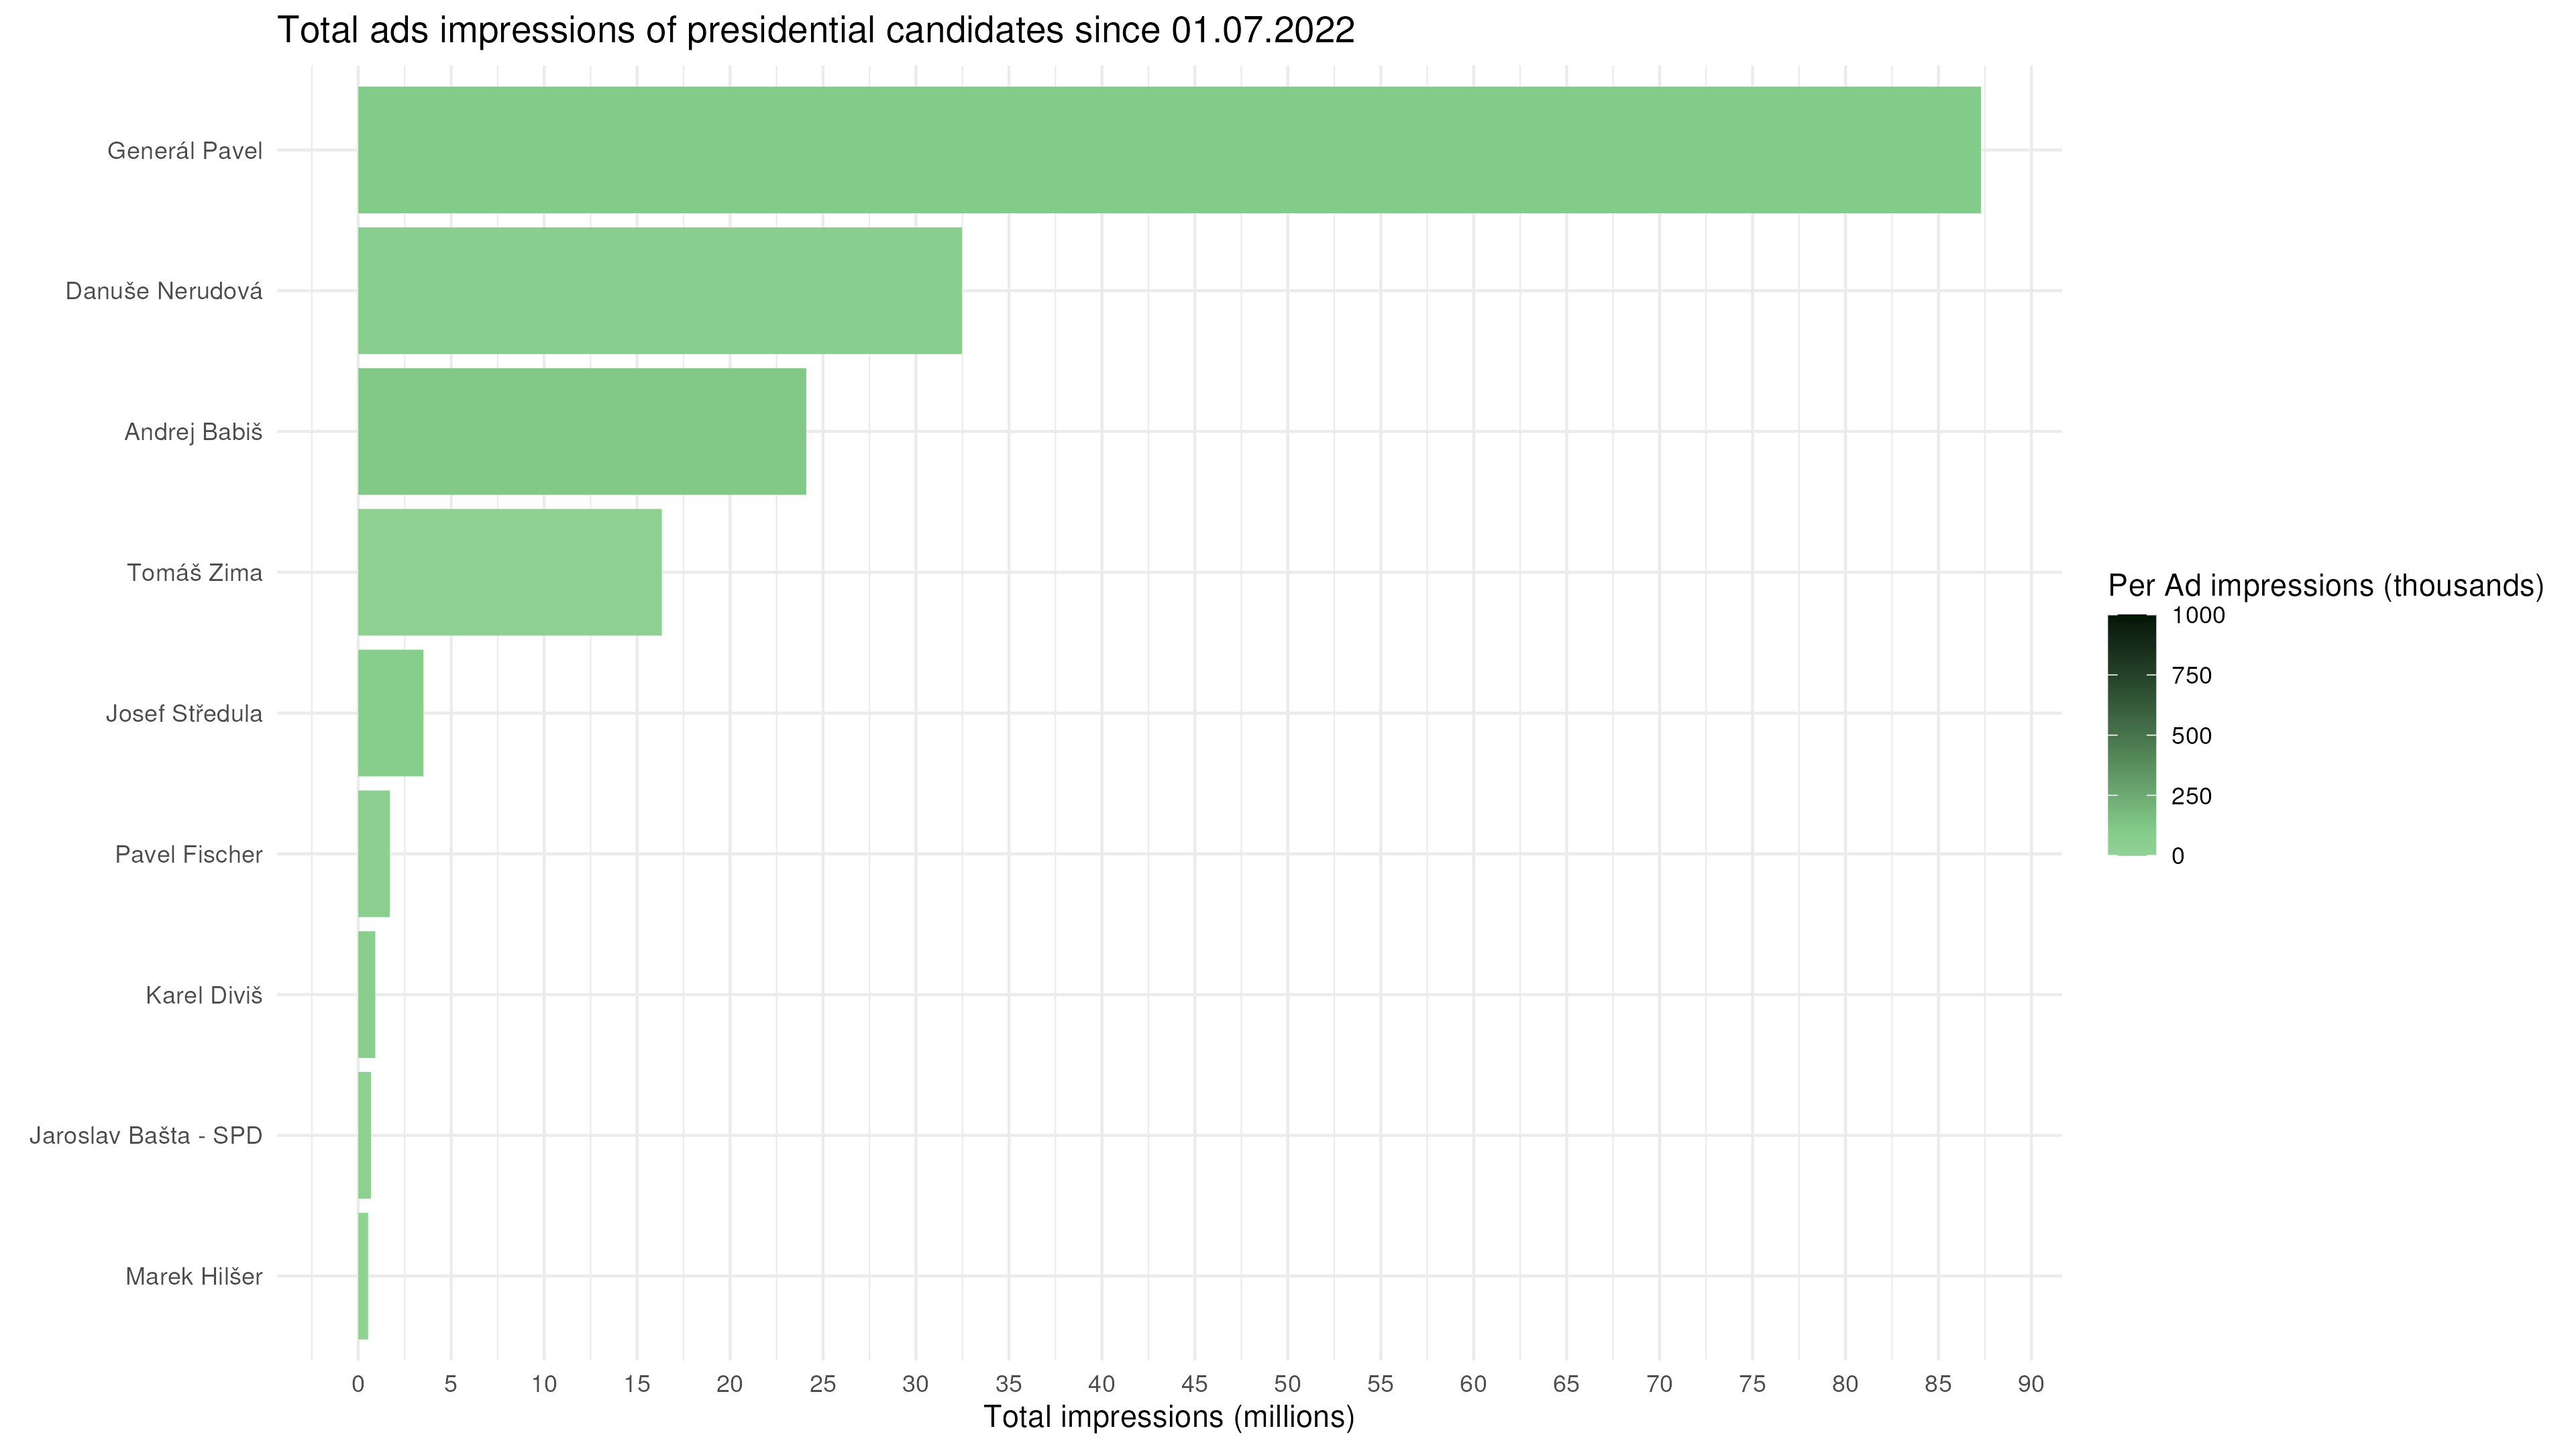 Total ads impressions of presidential candidates since 01.07.2022
Generál Pavel
Danuše Nerudová
Andrej Babiš
Tomáš Zima
Josef Středula
Pavel Fischer
Karel Diviš
Jaroslav Bašta - SPD
Marek Hilšer
0 5 10 15 20 25 30 35 40 45 50 55 60 65 70 75 80 85 90
Total impressions (millions)
Per Ad impressions (thousands)
1000
750
500
250
0